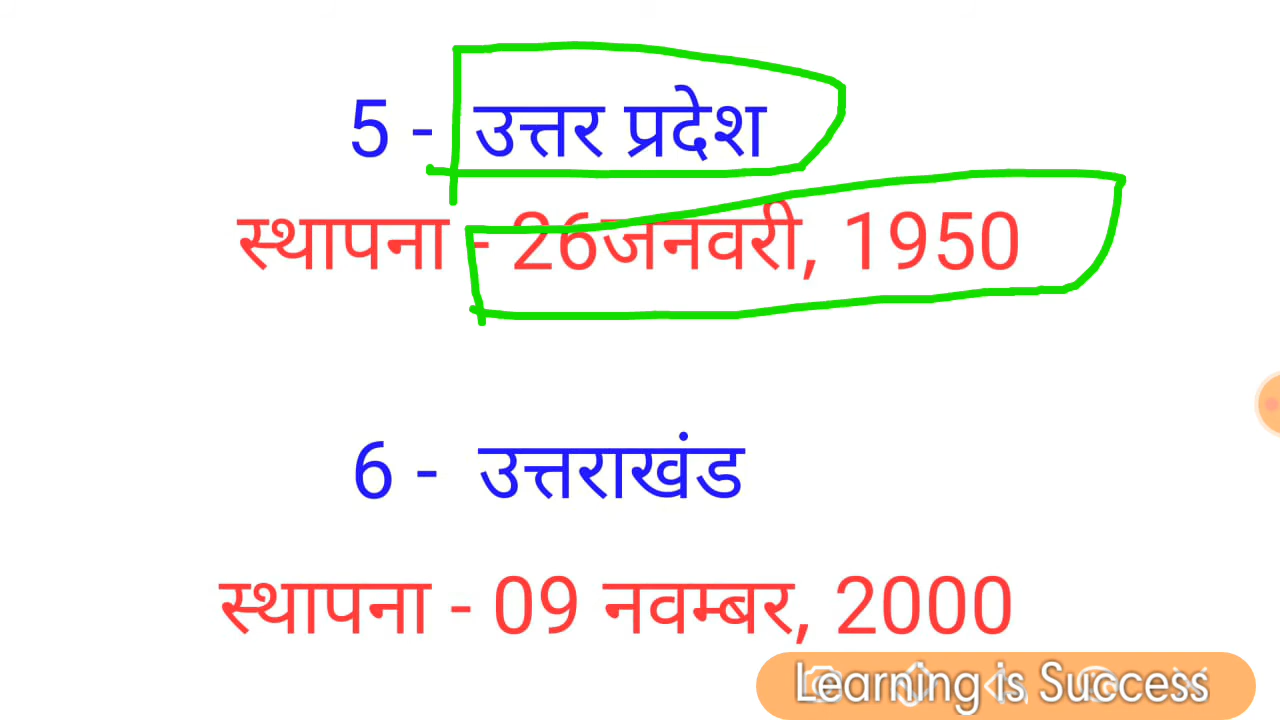 5 - उत्तर प्रदेश
स्थापना - 26जनवरी, 1950
6 - उत्तराखंड
स्थापना - 09 नवम्बर, 2000
Learning is Success